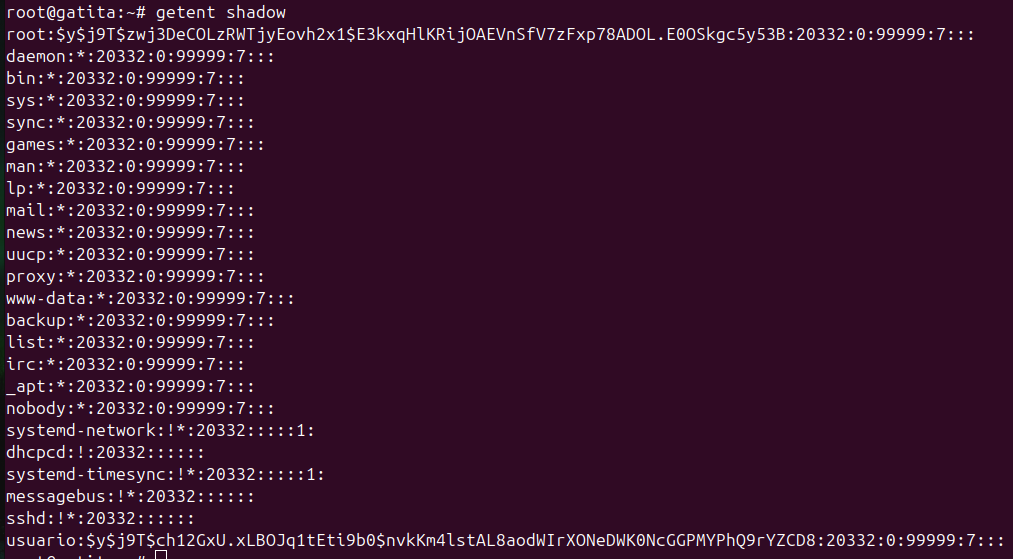 root@gatita:~# getent shadow
root:$y$j9T$zwj3DeCOLzRWTjyEovh2x1$E3kxqHlKRijOAEVnSfV7zFxp78ADOL.E0OSkgc5y53B:20332:0:99999:7:::
daemon:*:20332:0:99999:7:::
bin:*:20332:0:99999:7:::
sys:*:20332:0:99999:7:::
sync:*:20332:0:99999:7:::
games:*:20332:0:99999:7:::
man:*:20332:0:99999:7:::
lp:*:20332:0:99999:7:::
mail:*:20332:0:99999:7:::
news:*:20332:0:99999:7:::
uucp:*:20332:0:99999:7:::
proxy:*:20332:0:99999:7:::
www-data:*:20332:0:99999:7:::
backup:*:20332:0:99999:7:::
list:*:20332:0:99999:7:::
irc:*:20332:0:99999:7:::
_apt:*:20332:0:99999:7:::
nobody:*:20332:0:99999:7:::
systemd-network:!*:20332:::::1:
dhcpcd:!:20332::::::
systemd-timesync:!*:20332:::::1:
messagebus:!*:20332::::::
sshd:!*:20332::::::
usuario:$y$j9T$ch12GxU.xLBOJq1tEti9b0$nvkKm4lstAL8aodWIrXONeDWK0NcGGPMYPhQ9rYZCD8:20332:0:99999:7:::